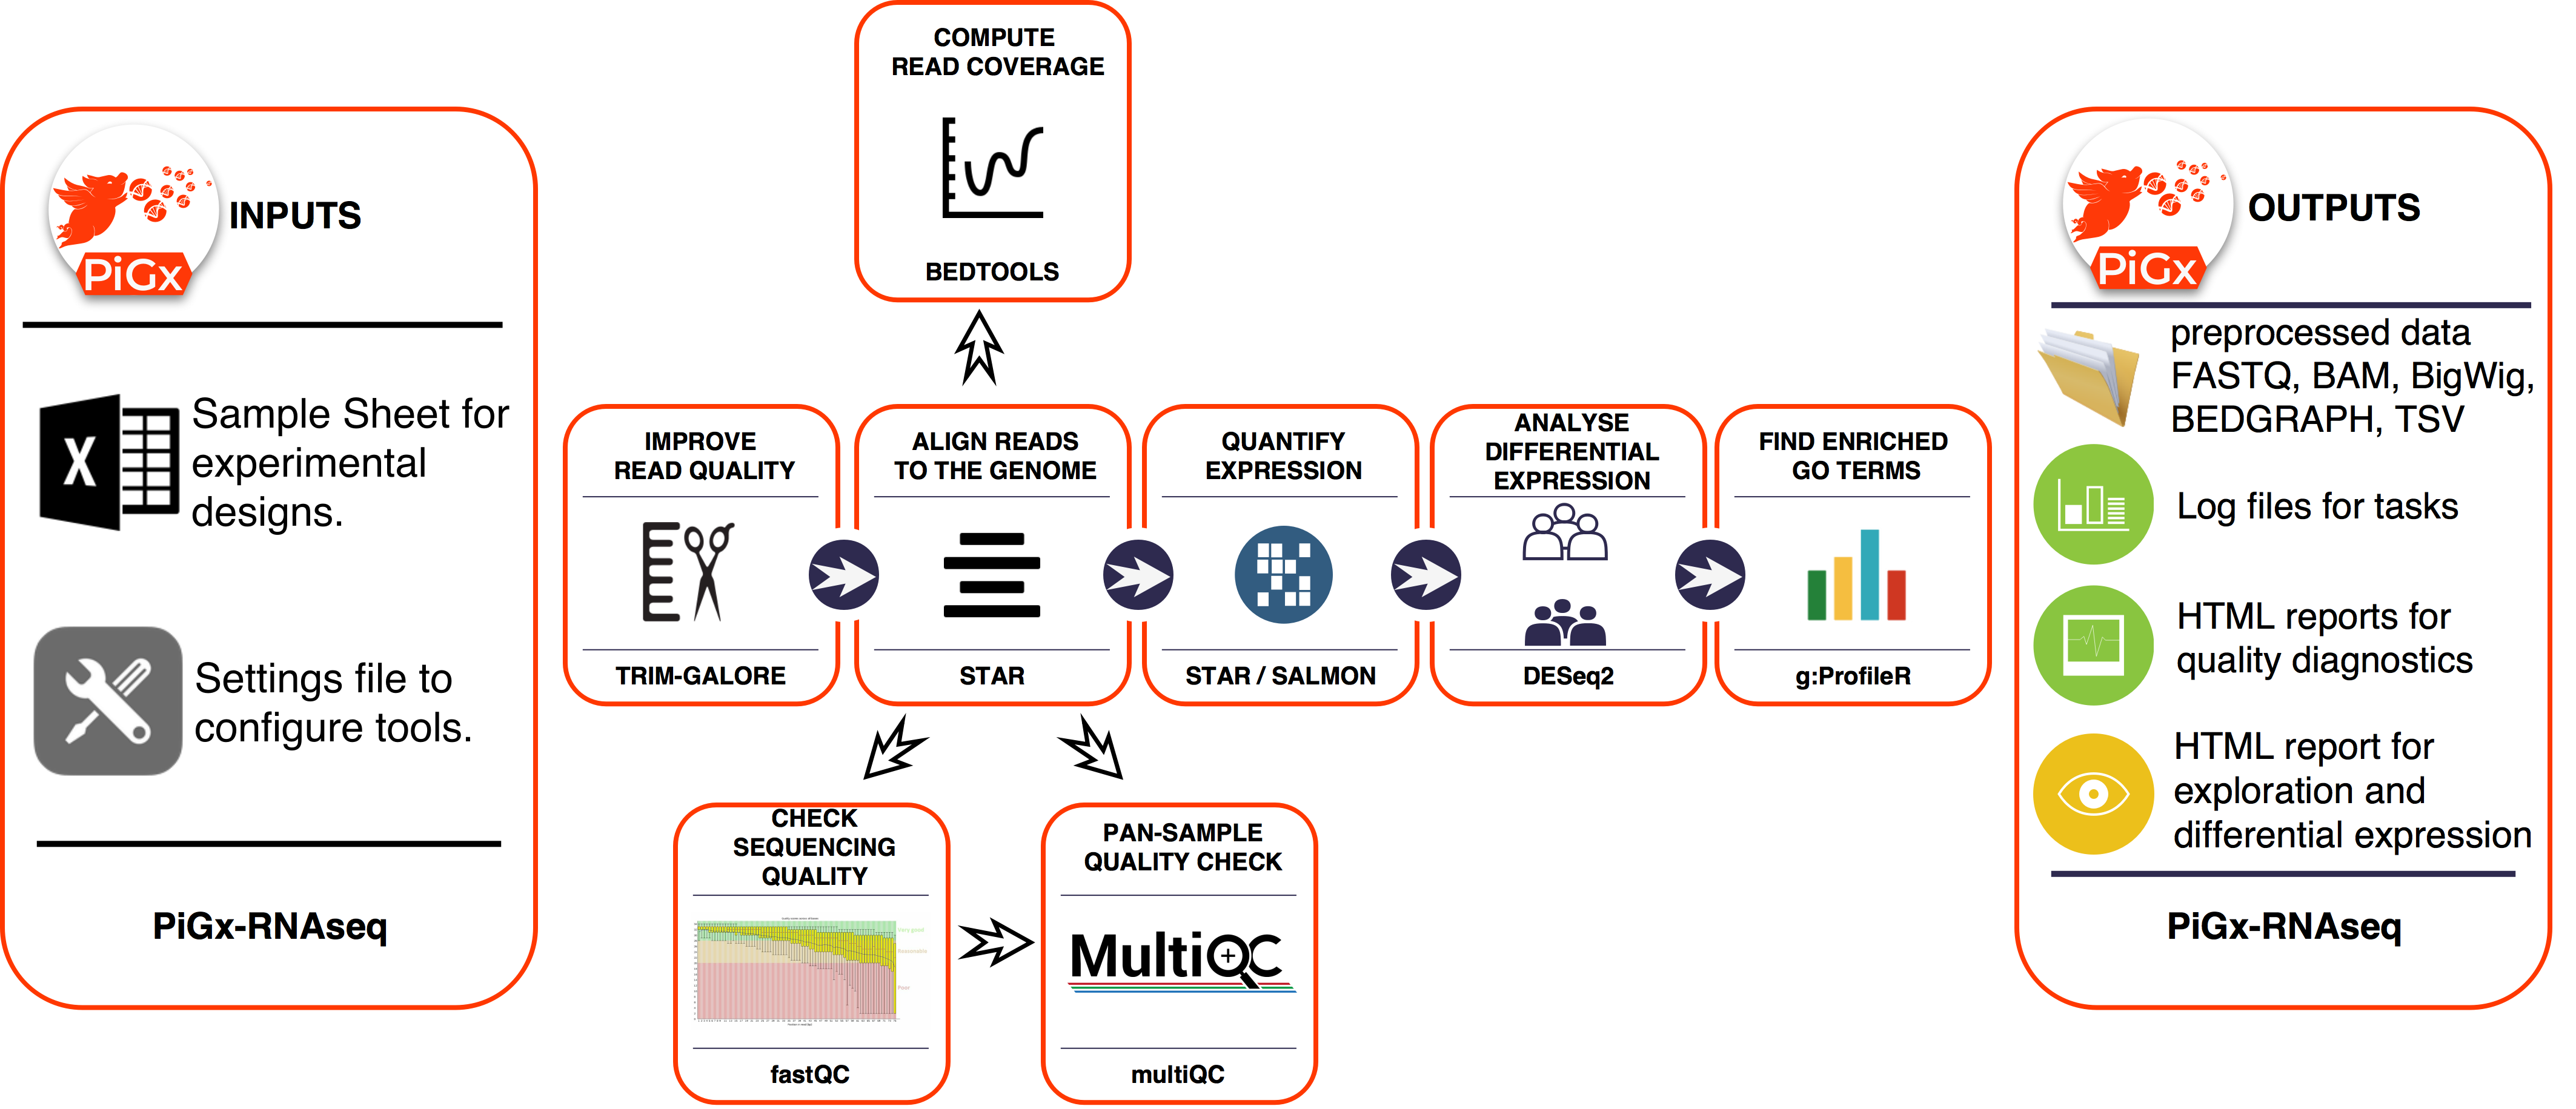 PiGx
INPUTS
Sample Sheet for
experimental
designs.
Settings file to
configure tools.
PiGx-RNAseq
COMPUTE
READ COVERAGE
BEDTOOLS
IMPROVE
READ QUALITY
TRIM-GALORE
ALIGN READS
TO THE GENOME
STAR
QUANTIFY
EXPRESSION
STAR / SALMON
ANALYSE
DIFFERENTIAL
EXPRESSION
DESeq2
FIND ENRICHED
GO TERMS
g:ProfileR
CHECK
SEQUENCING
QUALITY
Very good
Reasonable
Poor
fastQC
PAN-SAMPLE
QUALITY CHECK
MultiQC
multiQC
PiGx
OUTPUTS
preprocessed data
FASTQ, BAM, BigWig,
BEDGRAPH, TSV
Log files for tasks
HTML reports for
quality diagnostics
HTML report for
exploration and
differential expression
PiGx-RNAseq